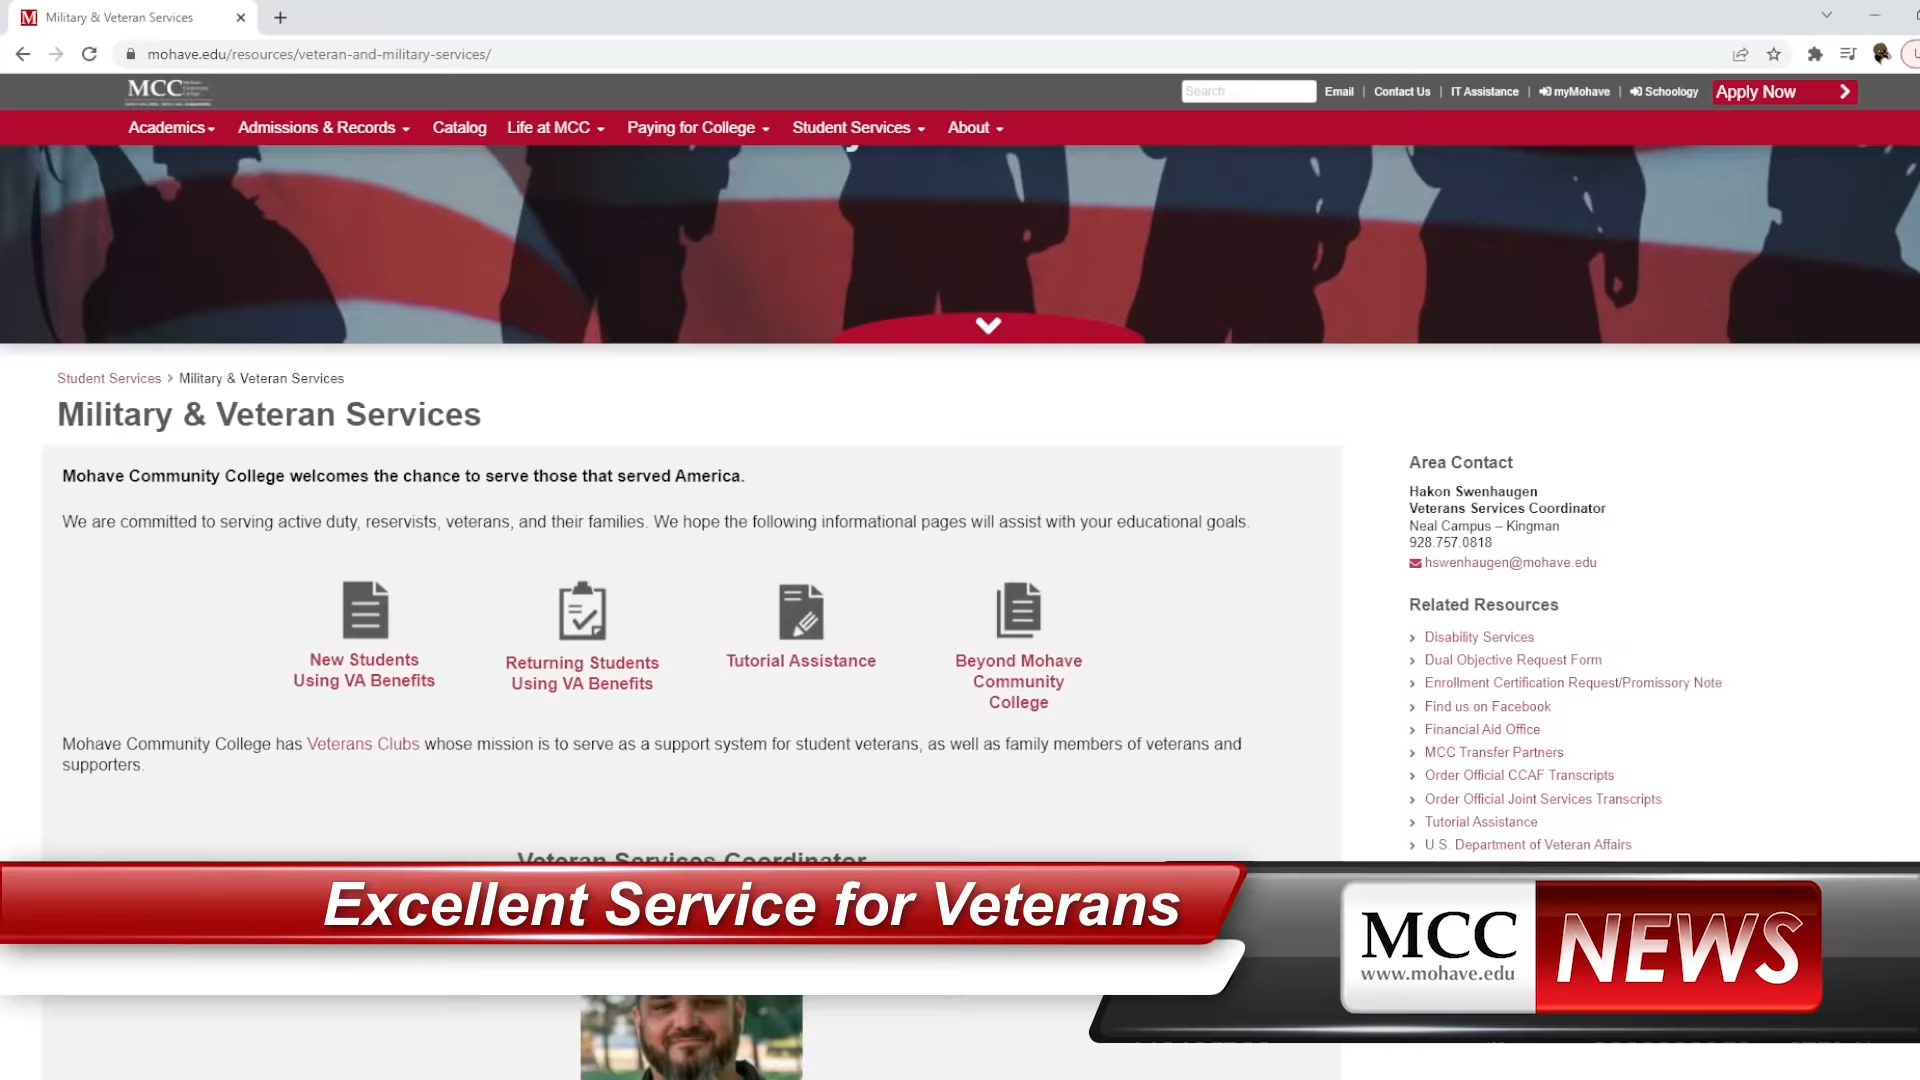 Military & Veteran Services
mohave.edu/resources/veteran-and-military-services/
MCC
Search ...
Email | Contact Us | IT Assistance | myMohave | Schoology
Apply Now
Academics Admissions & Records Catalog Life at MCC Paying for College Student Services About
Student Services > Military & Veteran Services
Military & Veteran Services
Mohave Community College welcomes the chance to serve those that served America.
We are committed to serving active duty, reservists, veterans, and their families. We hope the following informational pages will assist with your educational goals.
New Students
Using VA Benefits
Returning Students
Using VA Benefits
Tutorial Assistance
Beyond Mohave
Community
College
Mohave Community College has Veterans Clubs whose mission is to serve as a support system for student veterans, as well as family members of veterans and
supporters.
Veteran Services Coordinator
Area Contact
Hakon Swenhaugen
Veterans Services Coordinator
Neal Campus – Kingman
928.757.0818
hswenhaugen@mohave.edu
Related Resources
Disability Services
Dual Objective Request Form
Enrollment Certification Request/Promissory Note
Find us on Facebook
Financial Aid Office
MCC Transfer Partners
Order Official CCAF Transcripts
Order Official Joint Services Transcripts
Tutorial Assistance
U.S. Department of Veteran Affairs
Excellent Service for Veterans
MCC
www.mohave.edu
NEWS